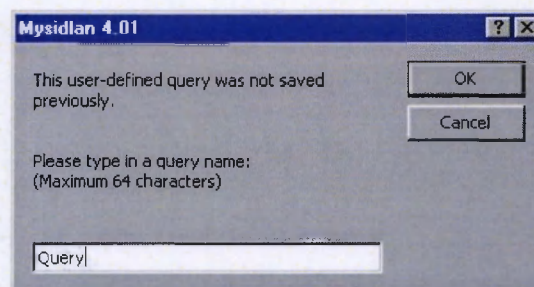 Mysidlan 4.01
This user-defined query was not saved
previously.
OK
Cancel
Please type in a query name:
(Maximum 64 characters)
Query